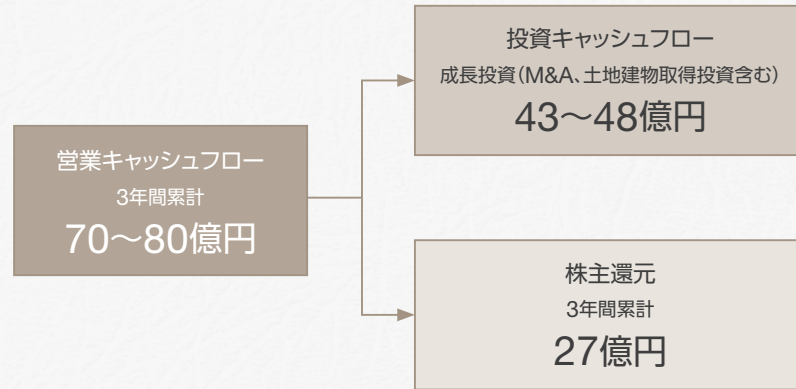 営業キャッシュフロー
3年間累計
70～80億円
投資キャッシュフロー
成長投資(M&A、土地建物取得投資含む)
43～48億円
株主還元
3年間累計
27億円